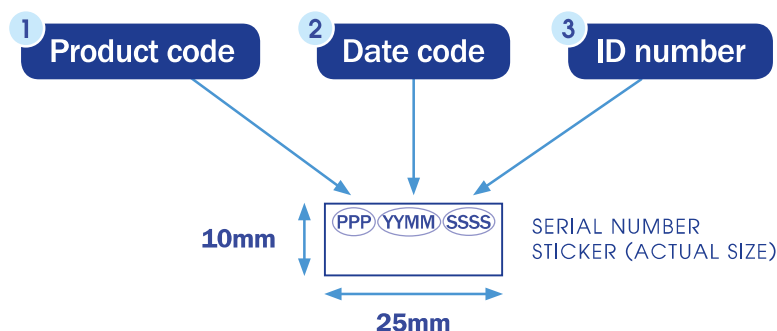 1 Product code
2 Date code
3 ID number
PPP YYMM SSSS
10mm
SERIAL NUMBER
STICKER (ACTUAL SIZE)
25mm